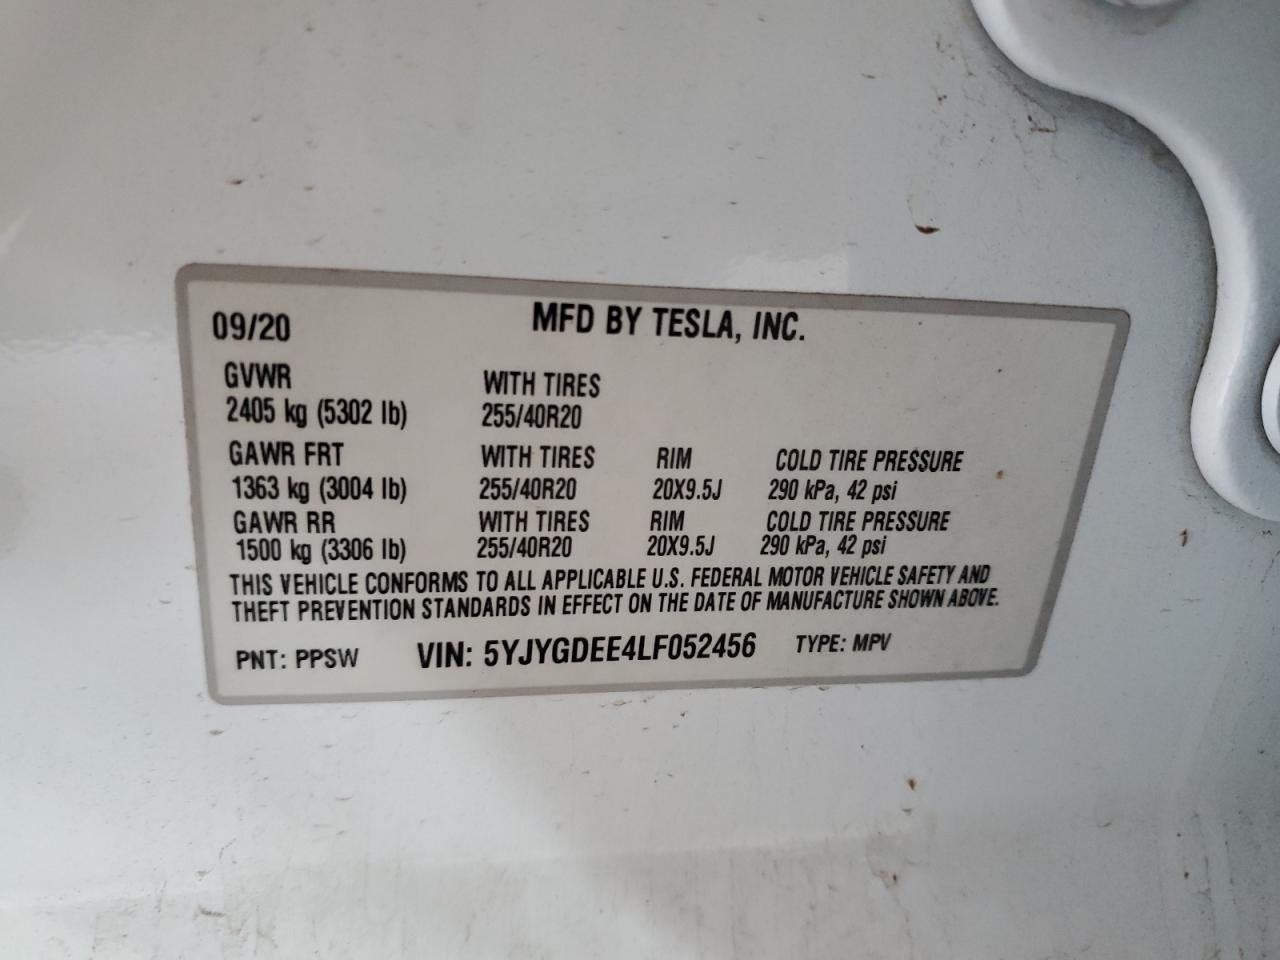 09/20 MFD BY TESLA, INC.
GVWR WITH TIRES
2405 kg (5302 lb) 255/40R20
GAWR FRT WITH TIRES RIM COLD TIRE PRESSURE
1363 kg (3004 lb) 255/40R20 20X9.5J 290 kPa, 42 psi
GAWR RR WITH TIRES RIM COLD TIRE PRESSURE
1500 kg (3306 lb) 255/40R20 20X9.5J 290 kPa, 42 psi
THIS VEHICLE CONFORMS TO ALL APPLICABLE U.S. FEDERAL MOTOR VEHICLE SAFETY AND
THEFT PREVENTION STANDARDS IN EFFECT ON THE DATE OF MANUFACTURE SHOWN ABOVE.
PNT: PPSW VIN: 5YJYGDEE4LF052456 TYPE: MPV